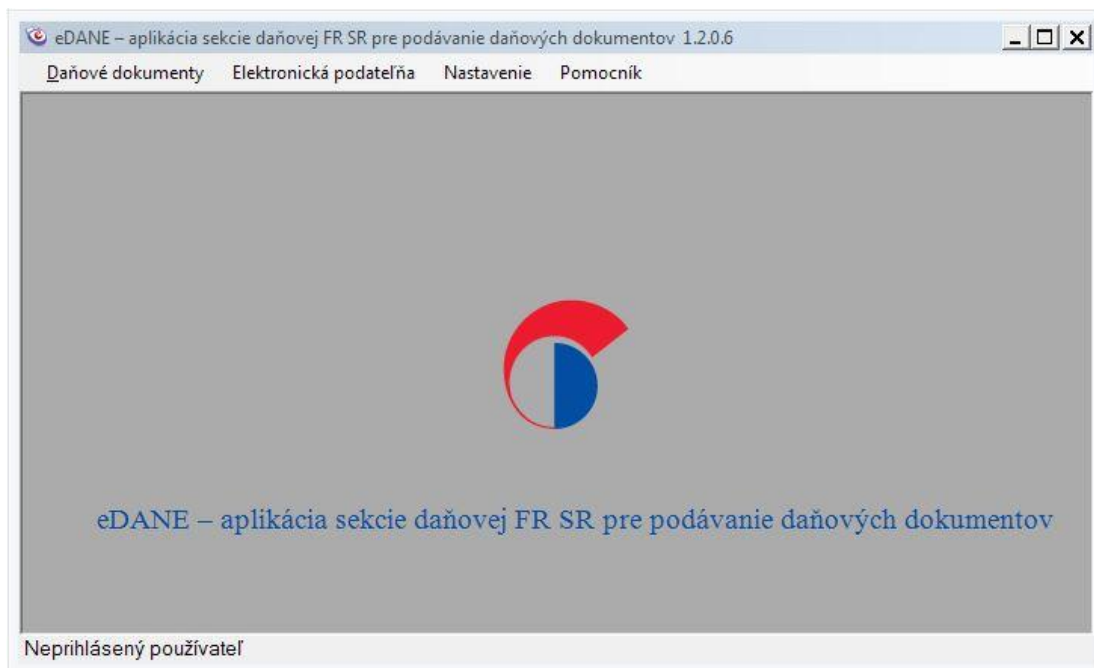 eDANE – aplikácia sekcie daňovej FR SR pre podávanie daňových dokumentov 1.2.0.6
Daňové dokumenty Elektronická podateľňa Nastavenie Pomocník
eDANE – aplikácia sekcie daňovej FR SR pre podávanie daňových dokumentov
Neprihlásený používateľ